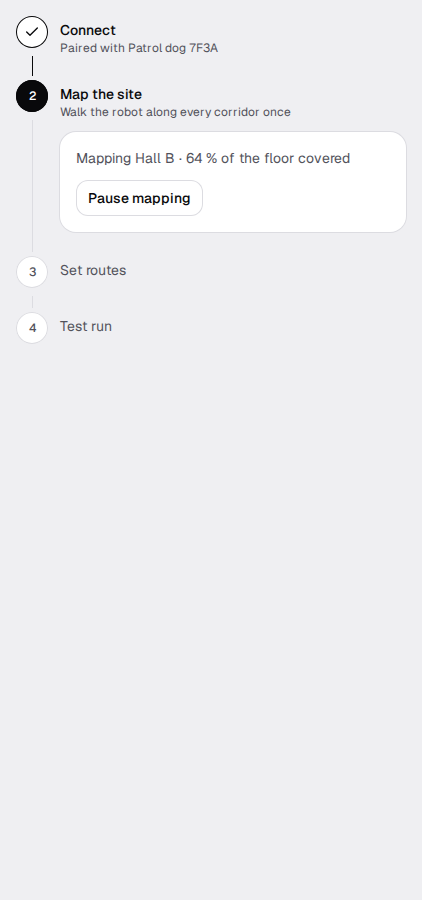 Connect
Paired with Patrol dog 7F3A
2
Map the site
Walk the robot along every corridor once
Mapping Hall B · 64 % of the floor covered
Pause mapping
3
Set routes
4
Test run